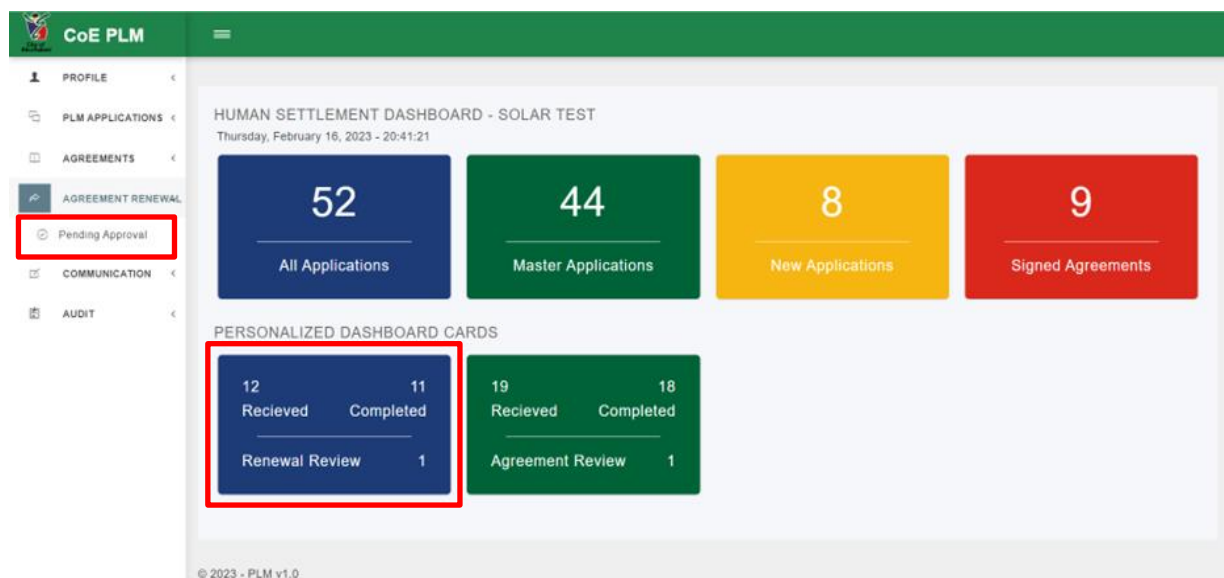 CoE PLM
PROFILE
PLM APPLICATIONS
AGREEMENTS
AGREEMENT RENEWAL
Pending Approval
COMMUNICATION
AUDIT
HUMAN SETTLEMENT DASHBOARD - SOLAR TEST
Thursday, February 16, 2023 - 20:41:21
52
All Applications
44
Master Applications
8
New Applications
9
Signed Agreements
PERSONALIZED DASHBOARD CARDS
12 11
Recieved Completed
Renewal Review 1
19 18
Recieved Completed
Agreement Review 1
© 2023 - PLM v1.0